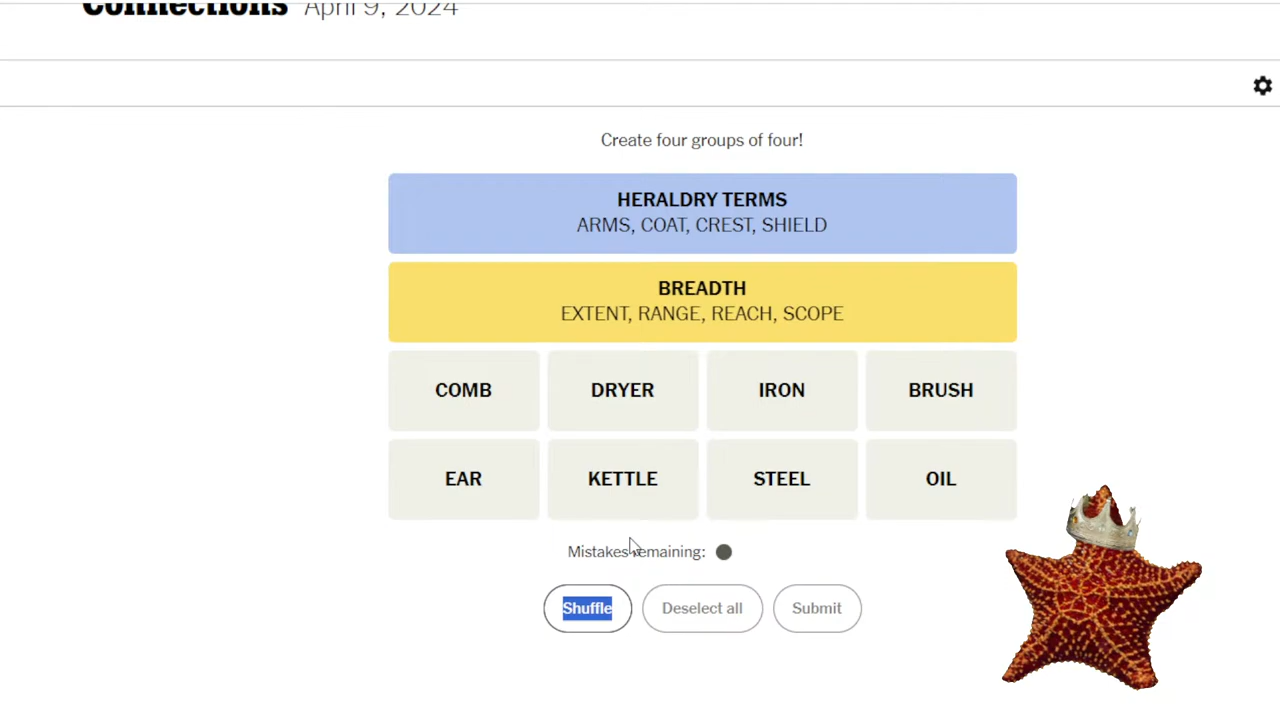 Connections April 9, 2024
Create four groups of four!
HERALDRY TERMS
ARMS, COAT, CREST, SHIELD
BREADTH
EXTENT, RANGE, REACH, SCOPE
COMB DRYER IRON BRUSH
EAR KETTLE STEEL OIL
Mistakes remaining:
Shuffle Deselect all Submit